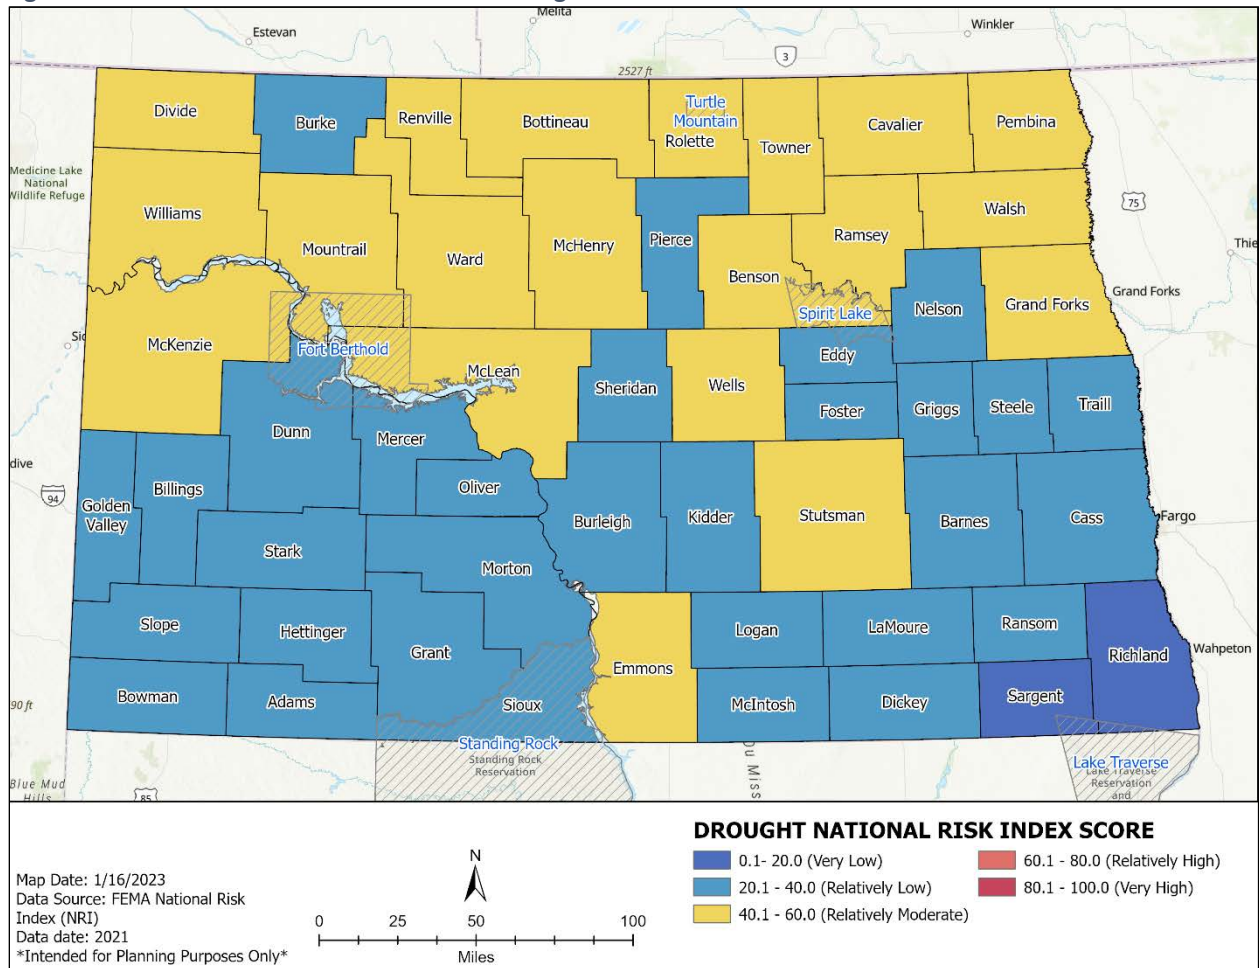 Melita
Estevan
Winkler
3
2527 ft
Divide
Burke
Renville
Bottineau
Turtle
Mountain
Rolette
Towner
Cavalier
Pembina
Medicine Lake
National
Wildlife Refuge
Williams
Mountrail
Ward
McHenry
Pierce
Benson
Ramsey
Walsh
75
Thie
McKenzie
Fort Berthold
McLean
Sheridan
Wells
Spirit Lake
Eddy
Foster
Nelson
Grand Forks
Grand Forks
Griggs
Steele
Traill
dive
94
Golden
Valley
Billings
Dunn
Mercer
Oliver
Stark
Morton
Burleigh
Kidder
Stutsman
Barnes
Cass
Fargo
Slope
Hettinger
Grant
Bowman
Adams
Sioux
Emmons
Logan
LaMoure
Ransom
Richland
Wahpeton
McIntosh
Dickey
Sargent
90 ft
Standing Rock
Standing Rock
Reservation
Lake Traverse
Lake Traverse
Reservation
and
Blue Mud
Hills
85
DROUGHT NATIONAL RISK INDEX SCORE
0.1- 20.0 (Very Low)
20.1 - 40.0 (Relatively Low)
40.1 - 60.0 (Relatively Moderate)
60.1 - 80.0 (Relatively High)
80.1 - 100.0 (Very High)
Map Date: 1/16/2023
Data Source: FEMA National Risk
Index (NRI)
Data date: 2021
*Intended for Planning Purposes Only*
N
0 25 50 100
Miles